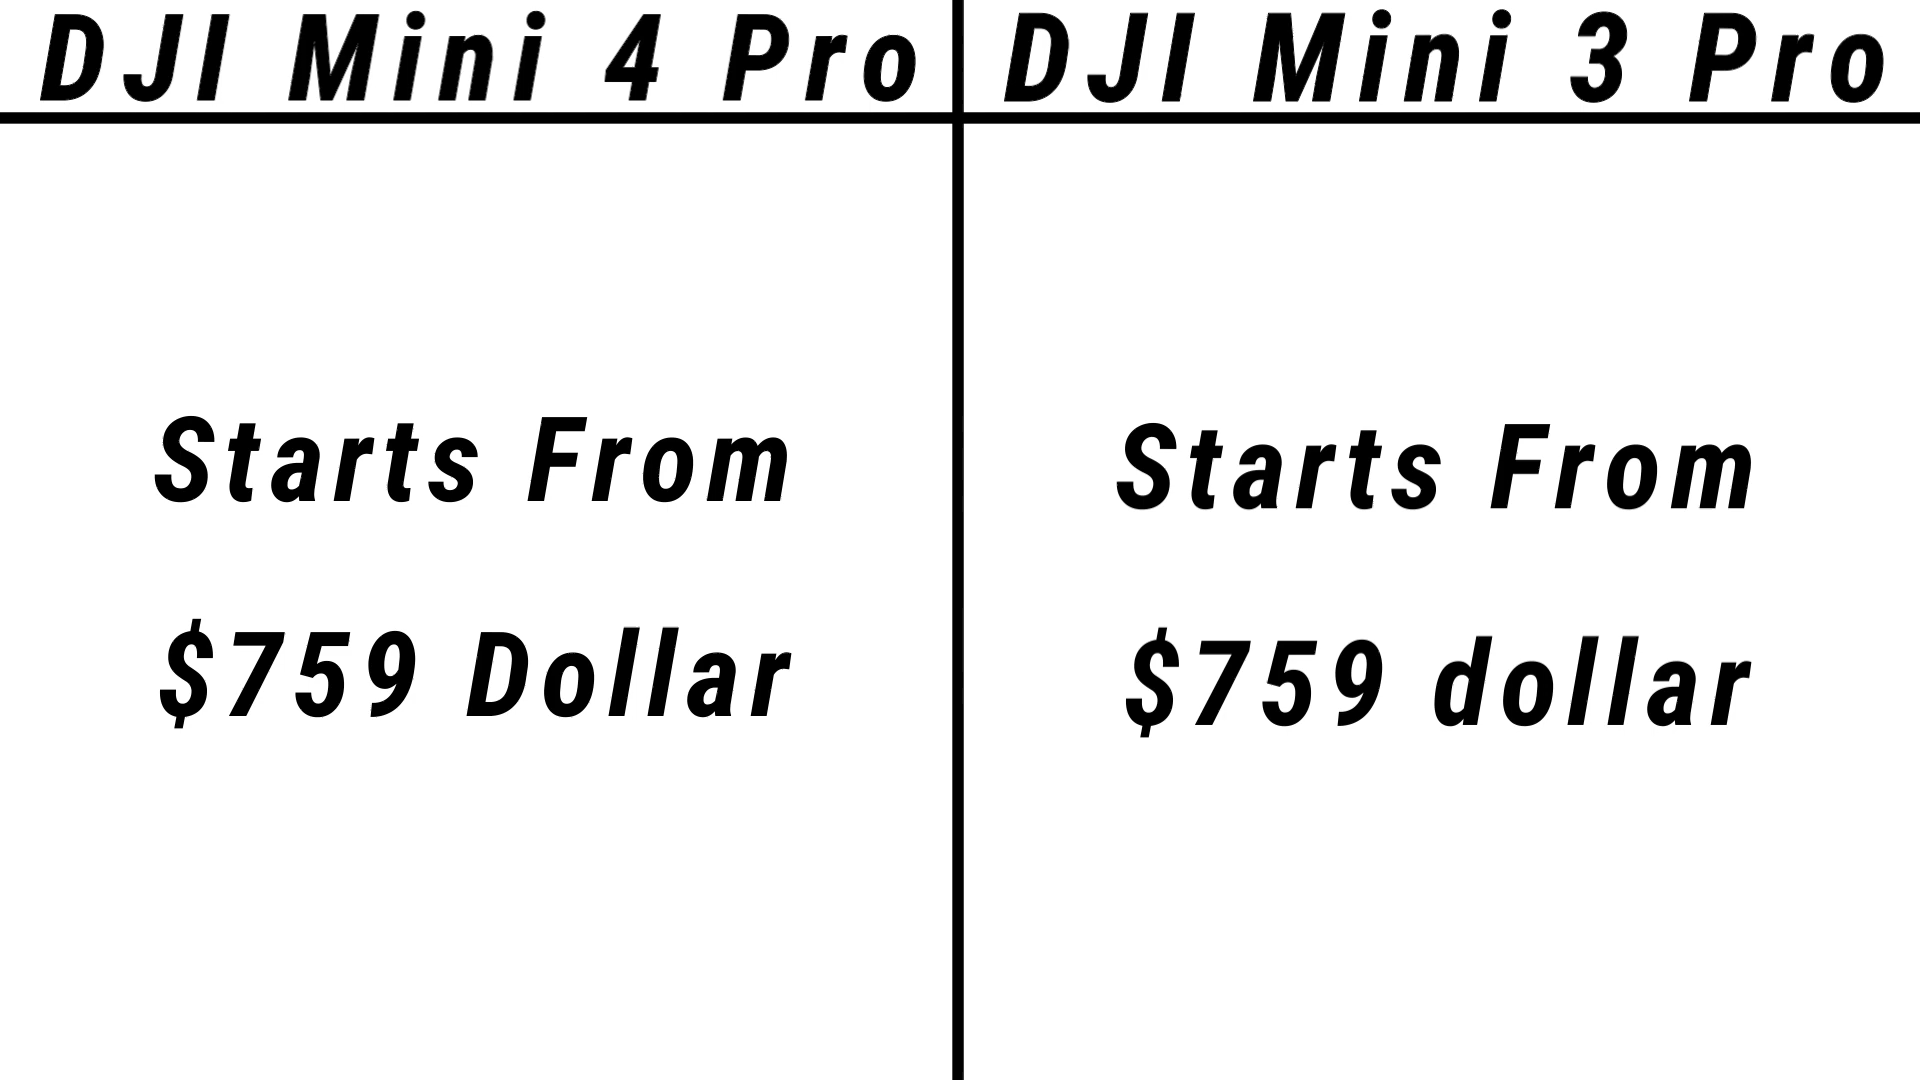 DJI Mini 4 Pro
DJI Mini 3 Pro
Starts From
$759 Dollar
Starts From
$759 dollar